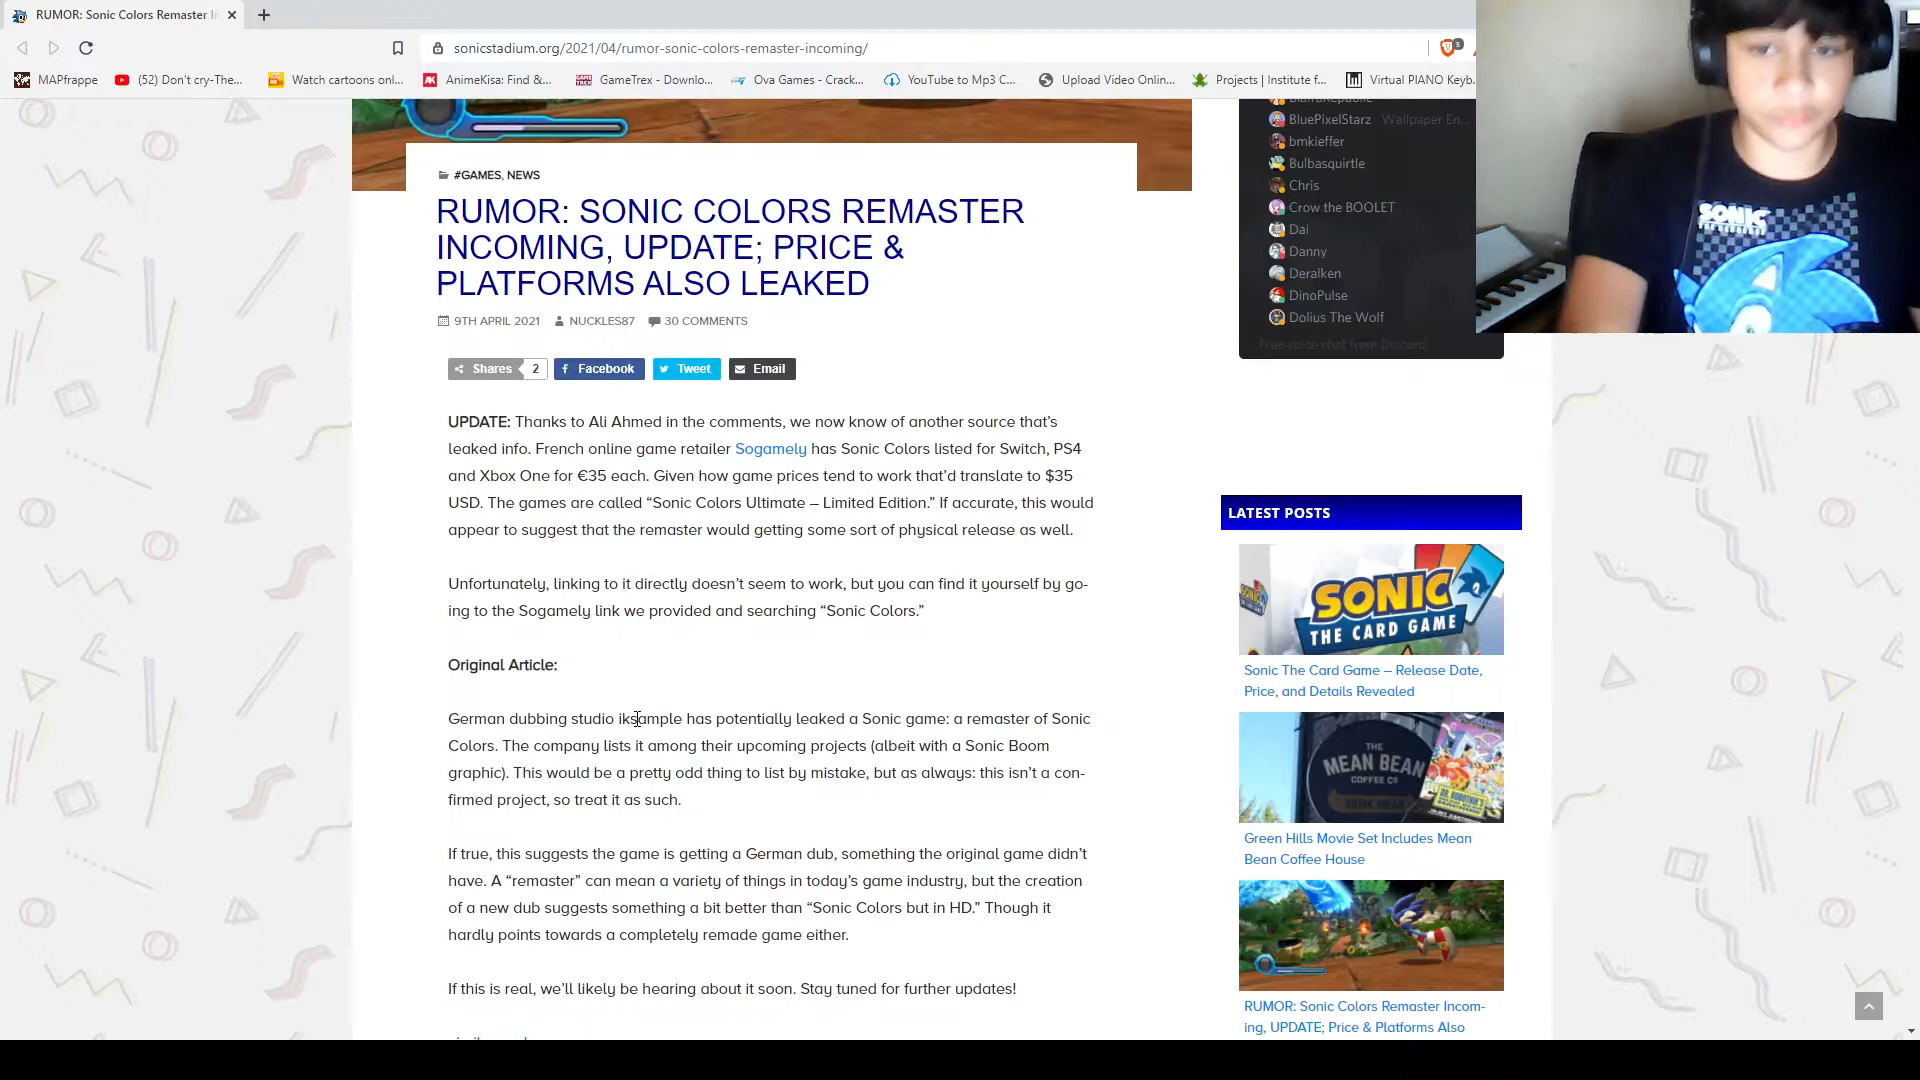 RUMOR: Sonic Colors Remaster In
sonicstadium.org/2021/04/rumor-sonic-colors-remaster-incoming/
5
MAPfrappe
(52) Don't cry-The...
Watch cartoons onl...
AnimeKisa: Find &...
GameTrex - Downlo...
Ova Games - Crack...
YouTube to Mp3 C...
Upload Video Onlin...
Projects | Institute f...
Virtual PIANO Keyb
#GAMES, NEWS
RUMOR: SONIC COLORS REMASTER
INCOMING, UPDATE; PRICE &
PLATFORMS ALSO LEAKED
9TH APRIL 2021 NUCKLES87 30 COMMENTS
Shares 2 Facebook Tweet Email
UPDATE: Thanks to Ali Ahmed in the comments, we now know of another source that's
leaked info. French online game retailer Sogamely has Sonic Colors listed for Switch, PS4
and Xbox One for €35 each. Given how game prices tend to work that'd translate to $35
USD. The games are called “Sonic Colors Ultimate – Limited Edition.” If accurate, this would
appear to suggest that the remaster would getting some sort of physical release as well.
Unfortunately, linking to it directly doesn't seem to work, but you can find it yourself by go-
ing to the Sogamely link we provided and searching “Sonic Colors.”
Original Article:
German dubbing studio iksample has potentially leaked a Sonic game: a remaster of Sonic
Colors. The company lists it among their upcoming projects (albeit with a Sonic Boom
graphic). This would be a pretty odd thing to list by mistake, but as always: this isn't a con-
firmed project, so treat it as such.
If true, this suggests the game is getting a German dub, something the original game didn't
have. A “remaster” can mean a variety of things in today's game industry, but the creation
of a new dub suggests something a bit better than “Sonic Colors but in HD.” Though it
hardly points towards a completely remade game either.
If this is real, we'll likely be hearing about it soon. Stay tuned for further updates!
BluePixelStarz Wallpaper En...
bmkieffer
Bulbasquirtle
Chris
Crow the BOOLET
Dai
Danny
Deralken
DinoPulse
Dolius The Wolf
Free voice chat from Discord
SONIC
LATEST POSTS
SONIC
THE CARD GAME
Sonic The Card Game – Release Date,
Price, and Details Revealed
THE
MEAN BEAN
COFFEE CO
Green Hills Movie Set Includes Mean
Bean Coffee House
RUMOR: Sonic Colors Remaster Incom-
ing, UPDATE; Price & Platforms Also